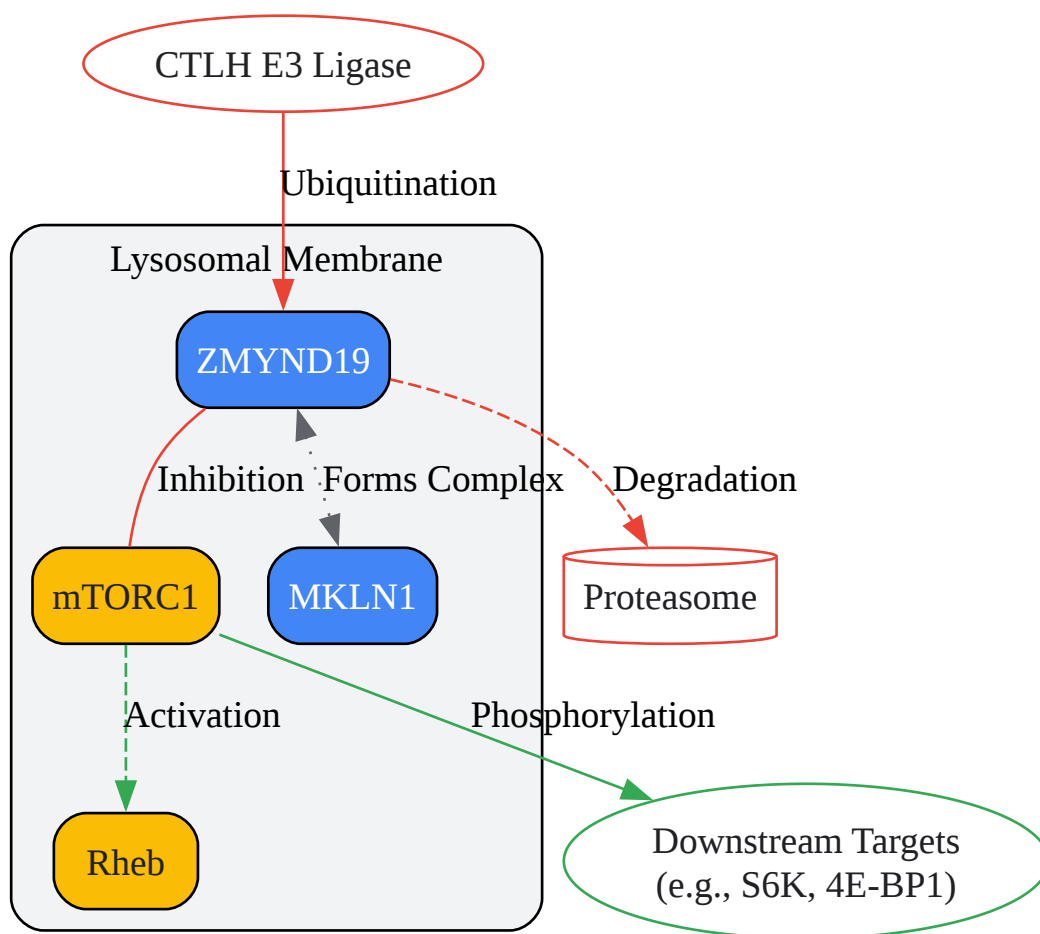 CTLH E3 Ligase
Ubiquitination
Lysosomal Membrane
ZMYND19
Inhibition
Forms Complex
Degradation
mTORC1
MKLN1
Proteasome
Activation
Phosphorylation
Rheb
Downstream Targets
(e.g., S6K, 4E-BP1)